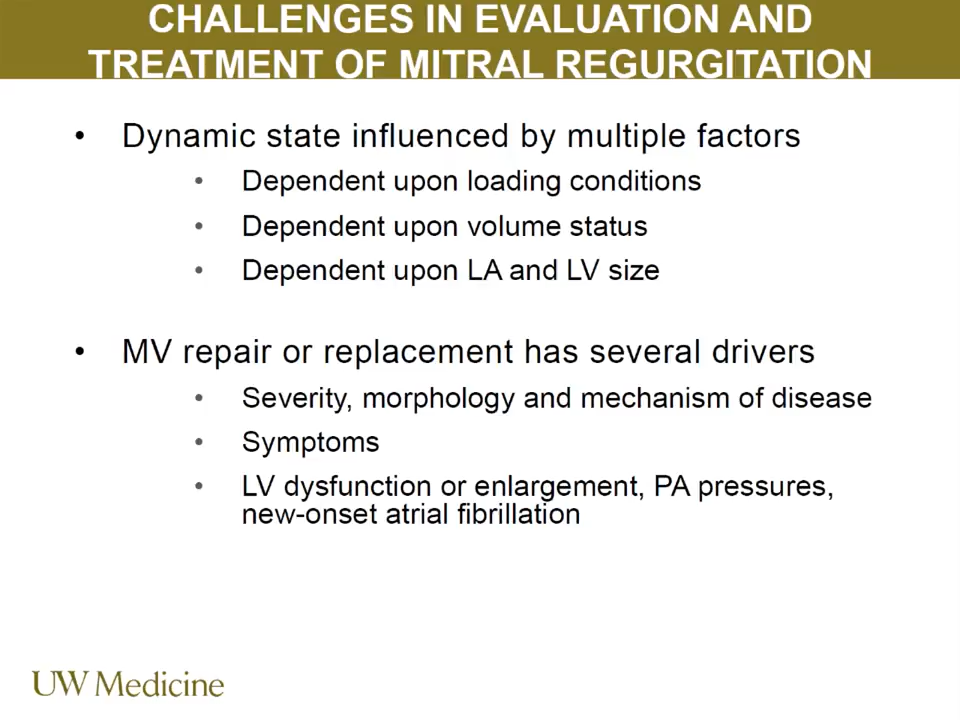 CHALLENGES IN EVALUATION AND
TREATMENT OF MITRAL REGURGITATION
• Dynamic state influenced by multiple factors
• Dependent upon loading conditions
• Dependent upon volume status
• Dependent upon LA and LV size
• MV repair or replacement has several drivers
• Severity, morphology and mechanism of disease
• Symptoms
• LV dysfunction or enlargement, PA pressures,
new-onset atrial fibrillation
UW Medicine